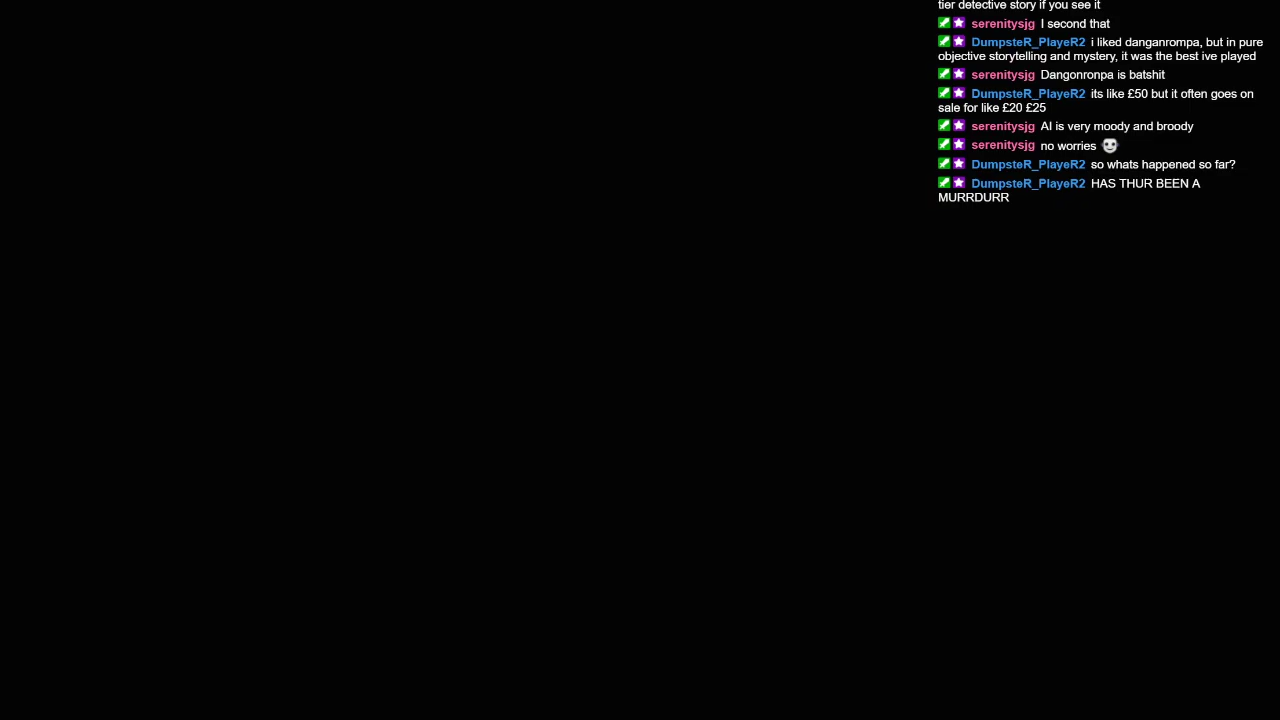 tier detective story if you see it
serenitysjg I second that
DumpsteR_PlayeR2 i liked danganrompa, but in pure
objective storytelling and mystery, it was the best ive played
serenitysjg Dangonronpa is batshit
DumpsteR_PlayeR2 its like £50 but it often goes on
sale for like £20 £25
serenitysjg AI is very moody and broody
serenitysjg no worries
DumpsteR_PlayeR2 so whats happened so far?
DumpsteR_PlayeR2 HAS THUR BEEN A
MURRDURR